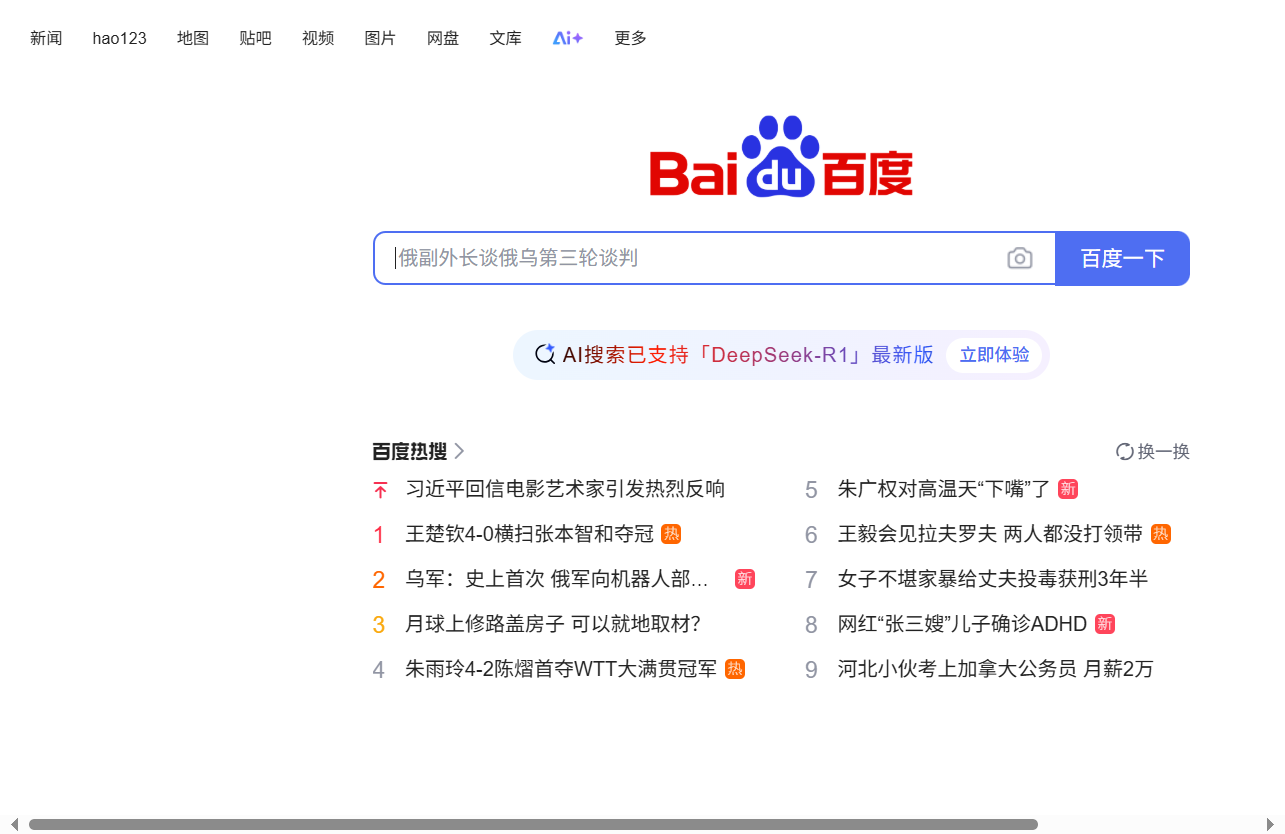 新闻 hao123 地图 贴吧 视频 图片 网盘 文库 Ai+ 更多
Bai du 百度
俄副外长谈俄乌第三轮谈判 百度一下
AI搜索已支持「DeepSeek-R1」最新版 立即体验
百度热搜 换一换
习近平回信电影艺术家引发热烈反响
1 王楚钦4-0横扫张本智和夺冠 热
2 乌军：史上首次 俄军向机器人部... 新
3 月球上修路盖房子 可以就地取材？
4 朱雨玲4-2陈熠首夺WTT大满贯冠军 热
5 朱广权对高温天“下嘴”了 新
6 王毅会见拉夫罗夫 两人都没打领带 热
7 女子不堪家暴给丈夫投毒获刑3年半
8 网红“张三嫂”儿子确诊ADHD 新
9 河北小伙考上加拿大公务员 月薪2万